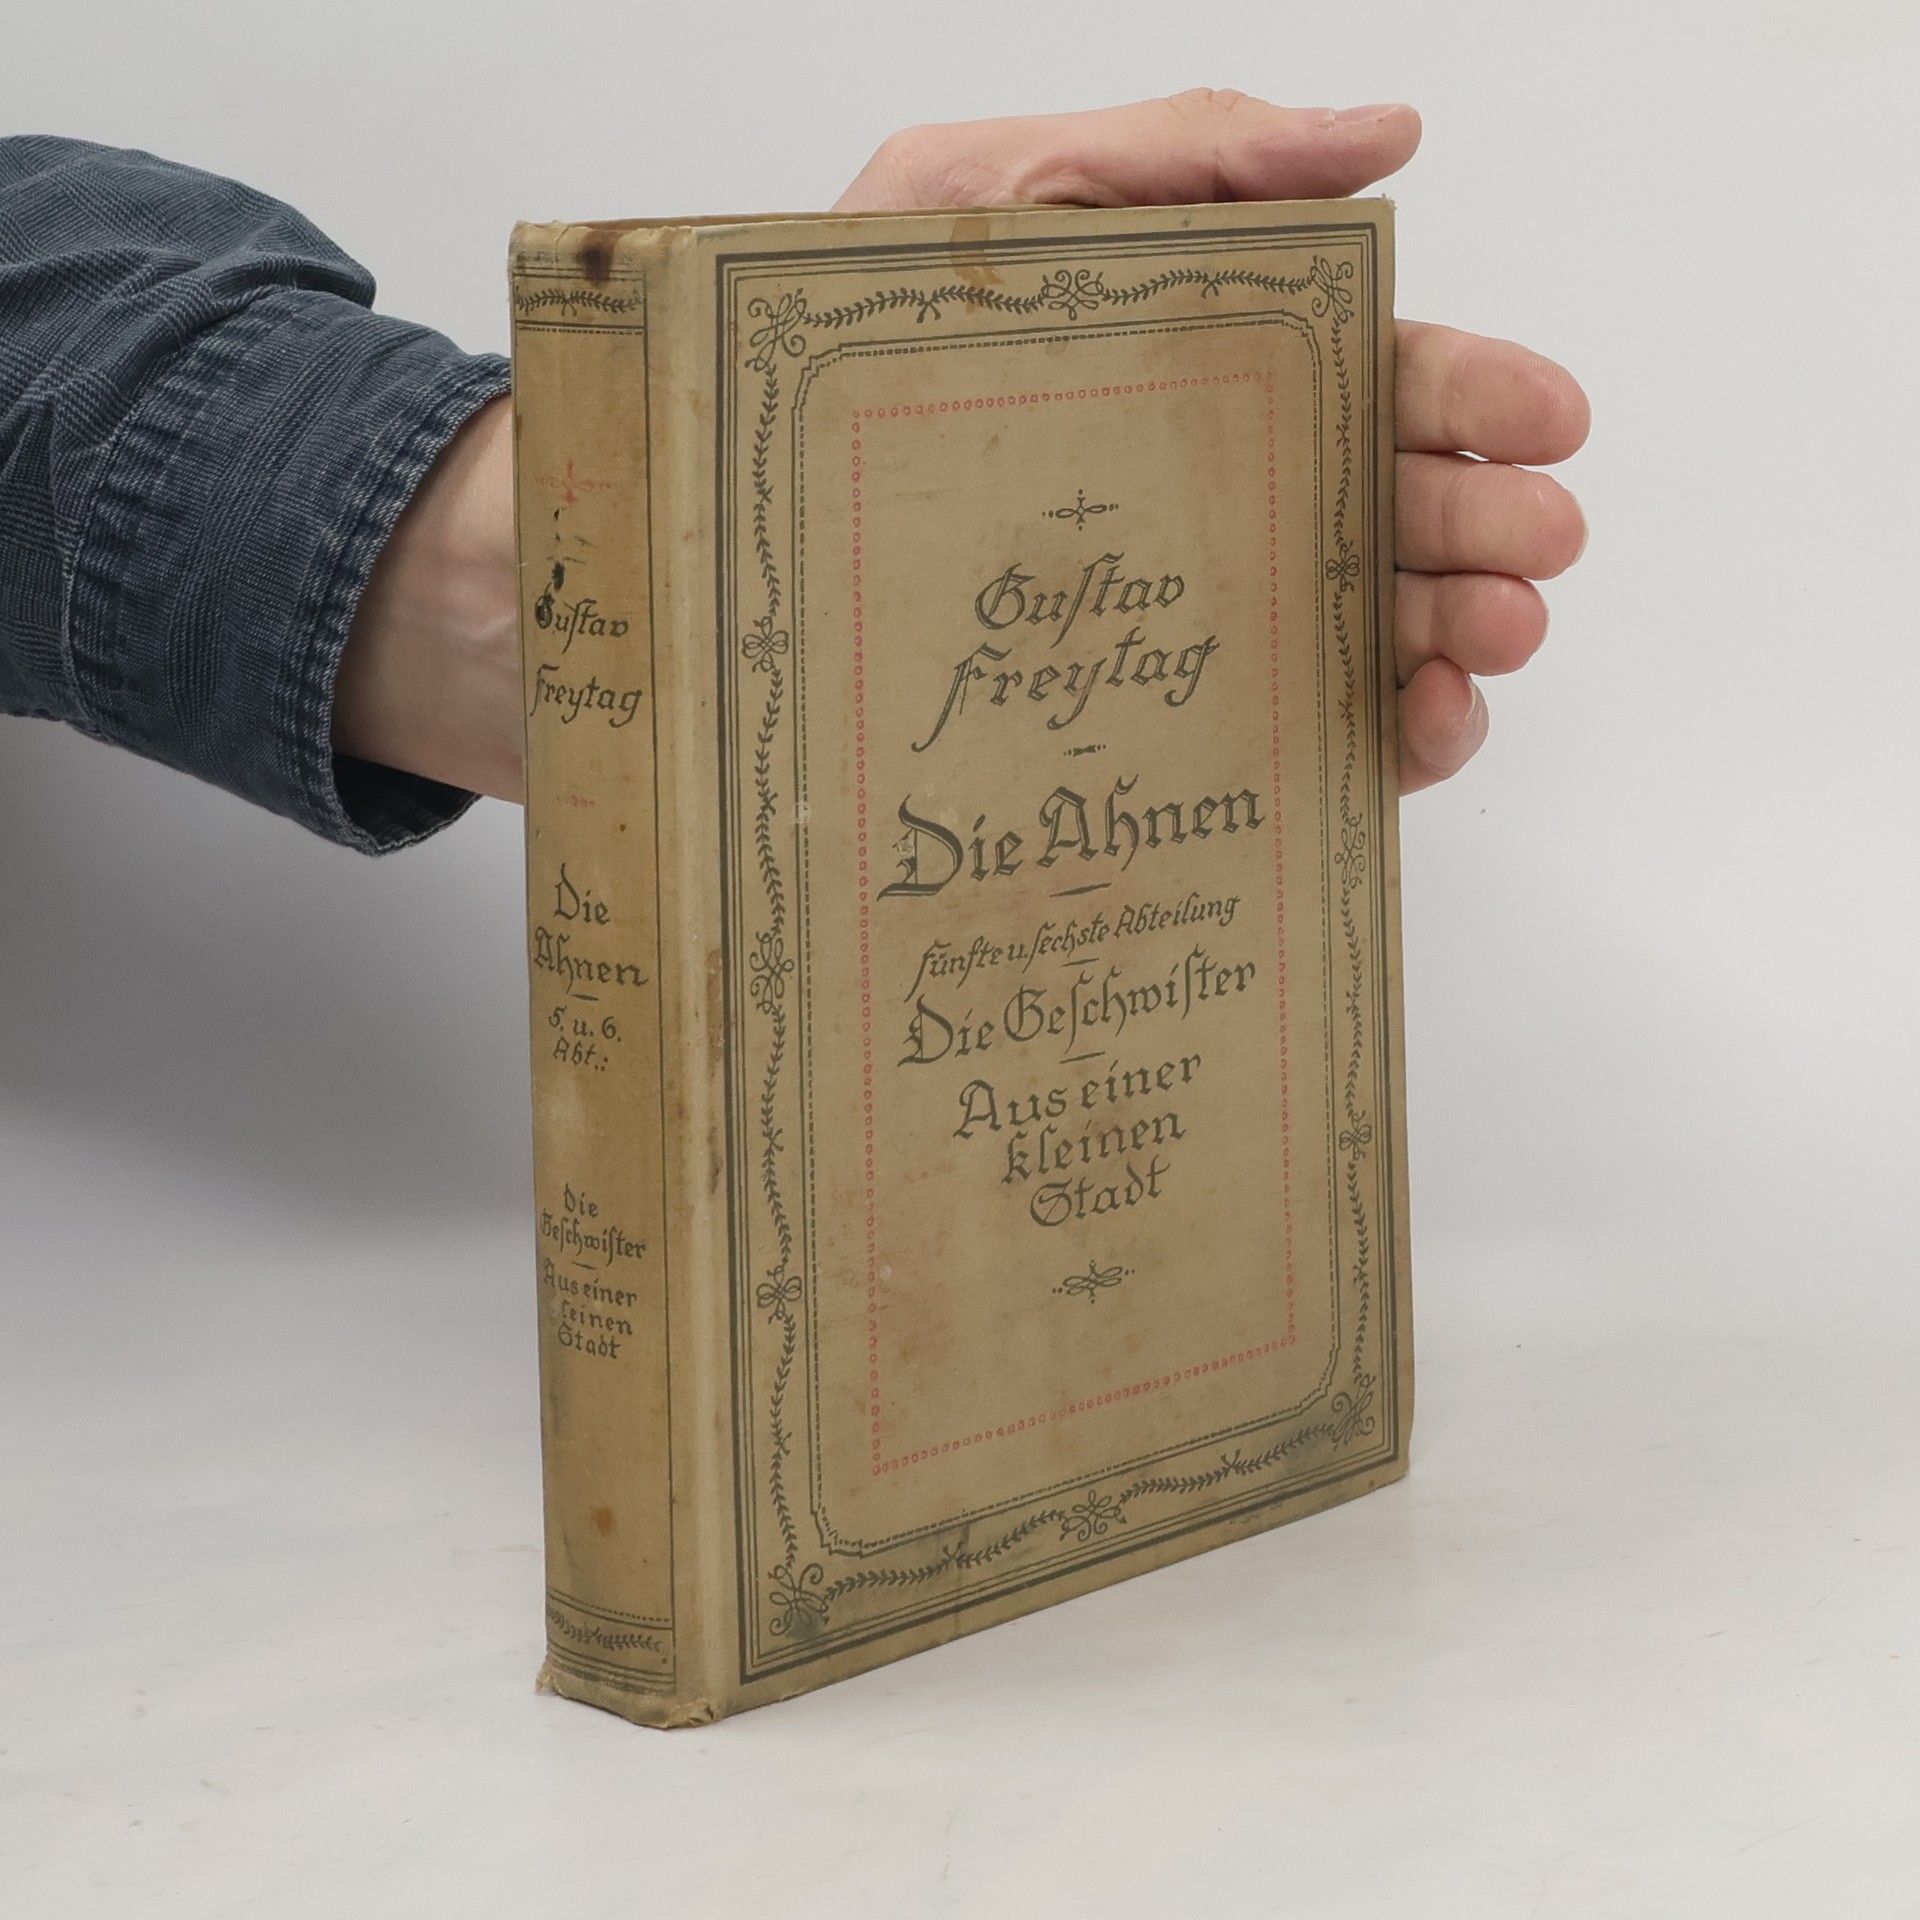 Gustav
Freytag
Die
Ahnen
5. u. 6.
Abt.:
Die
Geschwister
Aus einer
kleinen
Stadt
Gustav
Freytag
Die Ahnen
Fünfte u. sechste Abteilung
Die Geschwister
Aus einer
kleinen
Stadt